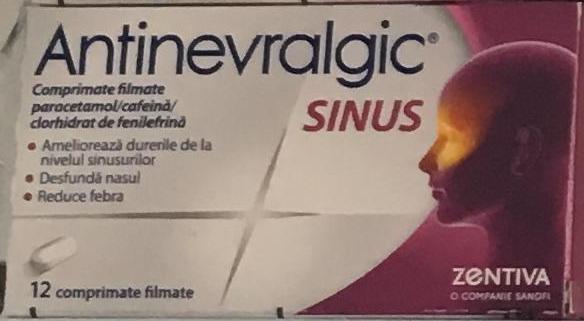 Antinevralgic®
SINUS
Comprimate filmate
paracetamol/cafeină/
clorhidrat de fenilefrină
• Ameliorează durerile de la
nivelul sinusurilor
• Desfundă nasul
• Reduce febra
12 comprimate filmate
ZENTIVA
O COMPANIE SANOFI